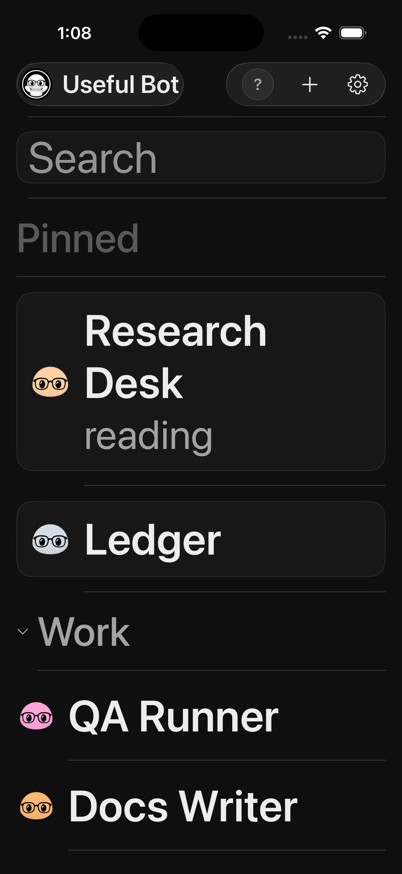 1:08
Useful Bot
?
Search
Pinned
Research
Desk
reading
Ledger
Work
QA Runner
Docs Writer